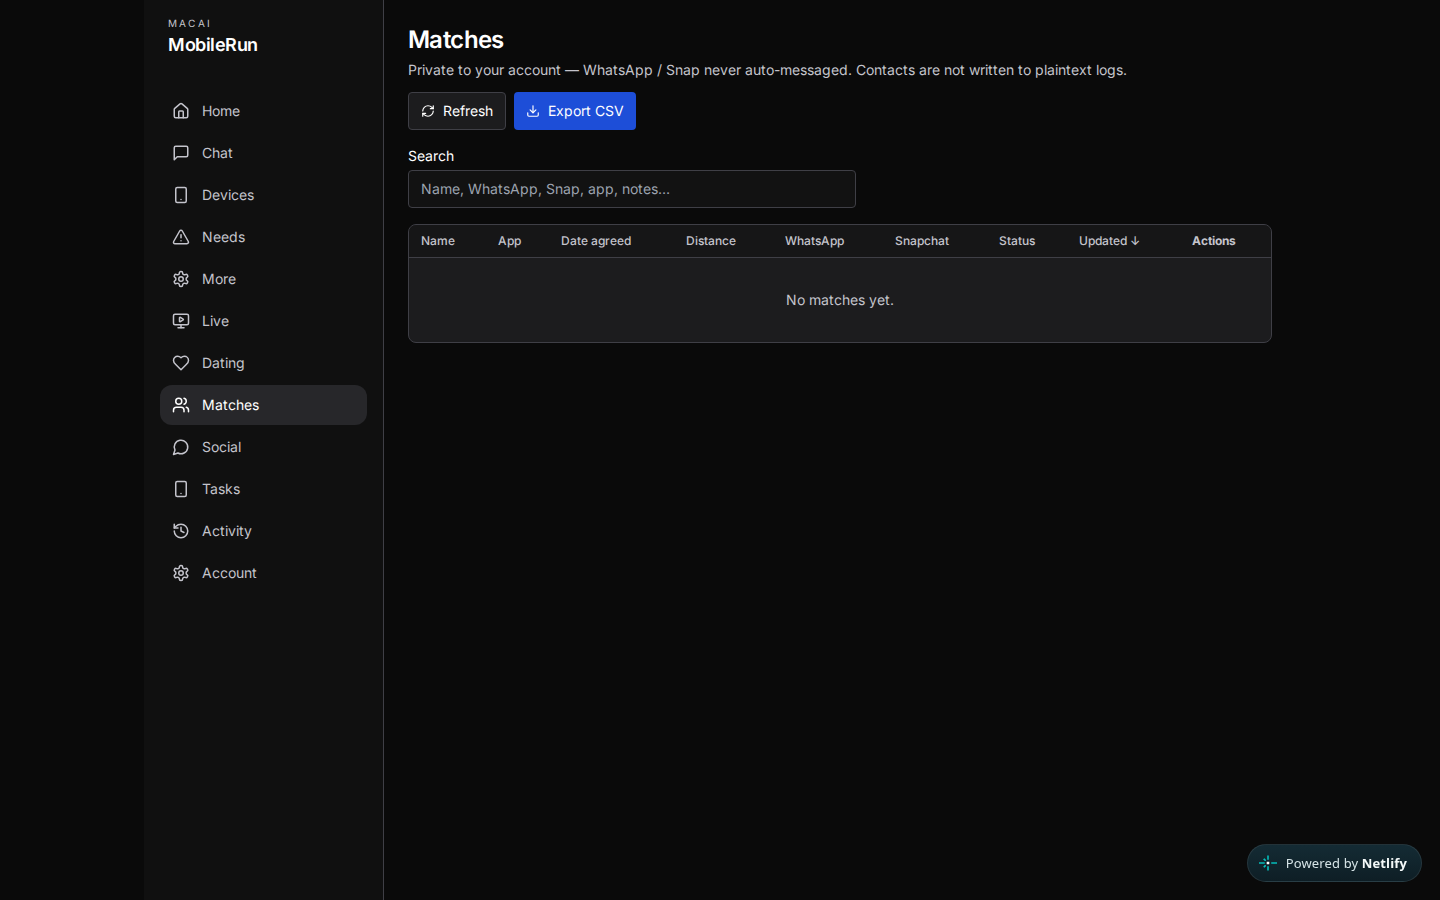 MACAI
MobileRun
Home
Chat
Devices
Needs
More
Live
Dating
Matches
Social
Tasks
Activity
Account
Matches
Private to your account — WhatsApp / Snap never auto-messaged. Contacts are not written to plaintext logs.
Refresh
Export CSV
Search
Name, WhatsApp, Snap, app, notes...
Name App Date agreed Distance WhatsApp Snapchat Status Updated ↓ Actions
No matches yet.
Powered by Netlify